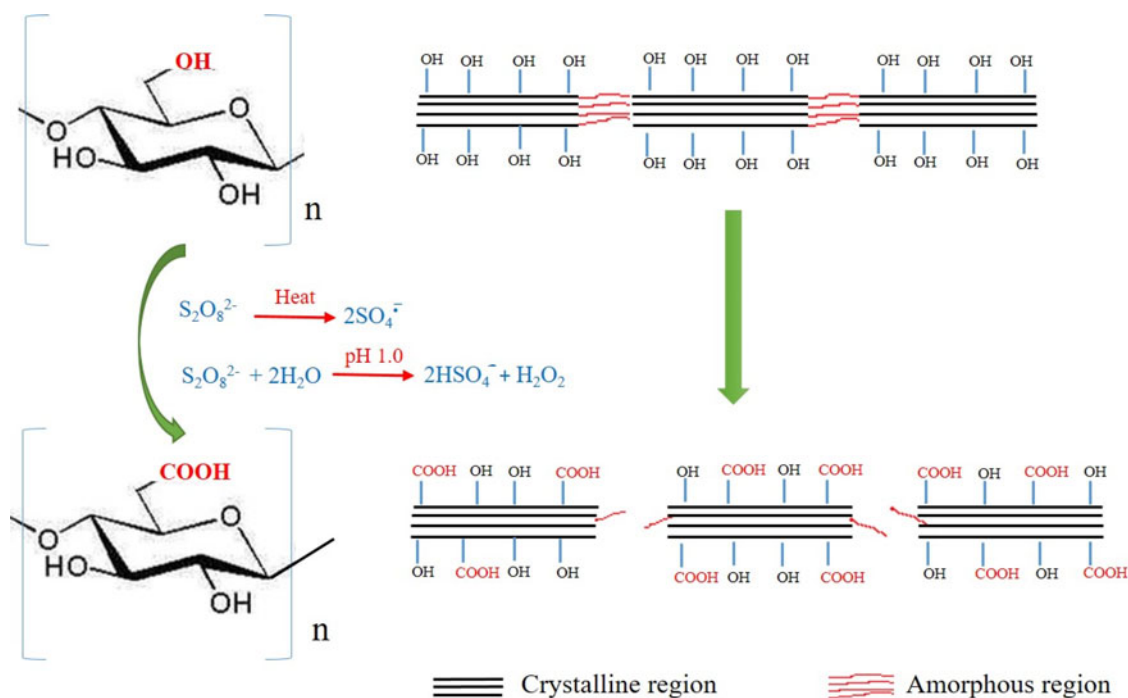 OH
O
O
HO
OH
n
OH OH OH OH OH OH OH OH OH OH OH OH
OH OH OH OH OH OH OH OH OH OH OH OH
S₂O₈²⁻ Heat 2SO₄•⁻
S₂O₈²⁻ + 2H₂O pH 1.0 2HSO₄⁻ + H₂O₂
COOH
O
O
HO
OH
n
COOH OH OH COOH OH COOH OH COOH COOH OH COOH OH
OH COOH OH OH COOH OH OH COOH OH COOH OH COOH
Crystalline region Amorphous region